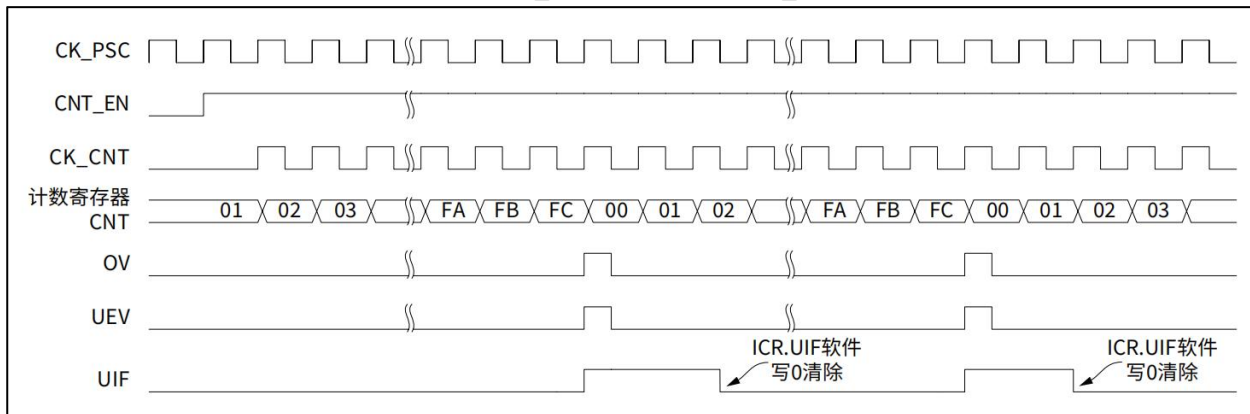 CK_PSC
CNT_EN
CK_CNT
计数寄存器
CNT
01 02 03 FA FB FC 00 01 02 FA FB FC 00 01 02 03
OV
UEV
ICR.UIF软件
写0清除
ICR.UIF软件
写0清除
UIF